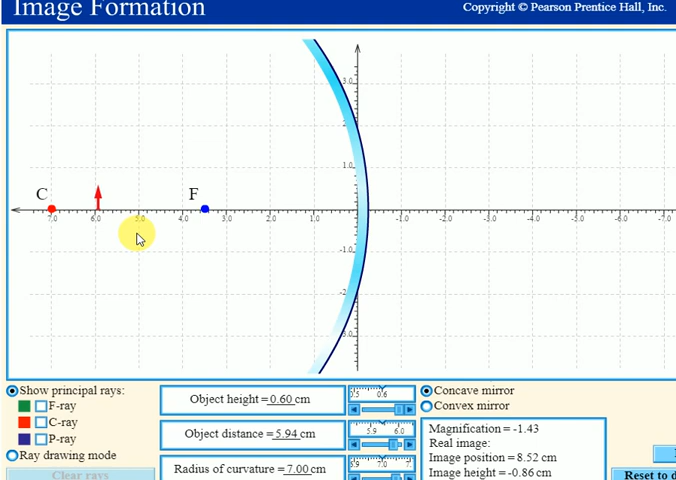 Image Formation
Copyright © Pearson Prentice Hall, Inc.
3.0
C
F
1.0
7.0 6.0 5.0 4.0 3.0 2.0 1.0 -1.0 -2.0 -3.0 -4.0 -5.0 -6.0 -7.0
-1.0
-2
3.0
Show principal rays:
F-ray
C-ray
P-ray
Ray drawing mode
Clear rays
Object height = 0.60 cm
0.5 0.6
Object distance = 5.94 cm
5.9 6.0
Radius of curvature = 7.00 cm
6.9 7.0 7.
Concave mirror
Convex mirror
Magnification = -1.43
Real image:
Image position = 8.52 cm
Image height = -0.86 cm
Reset to d